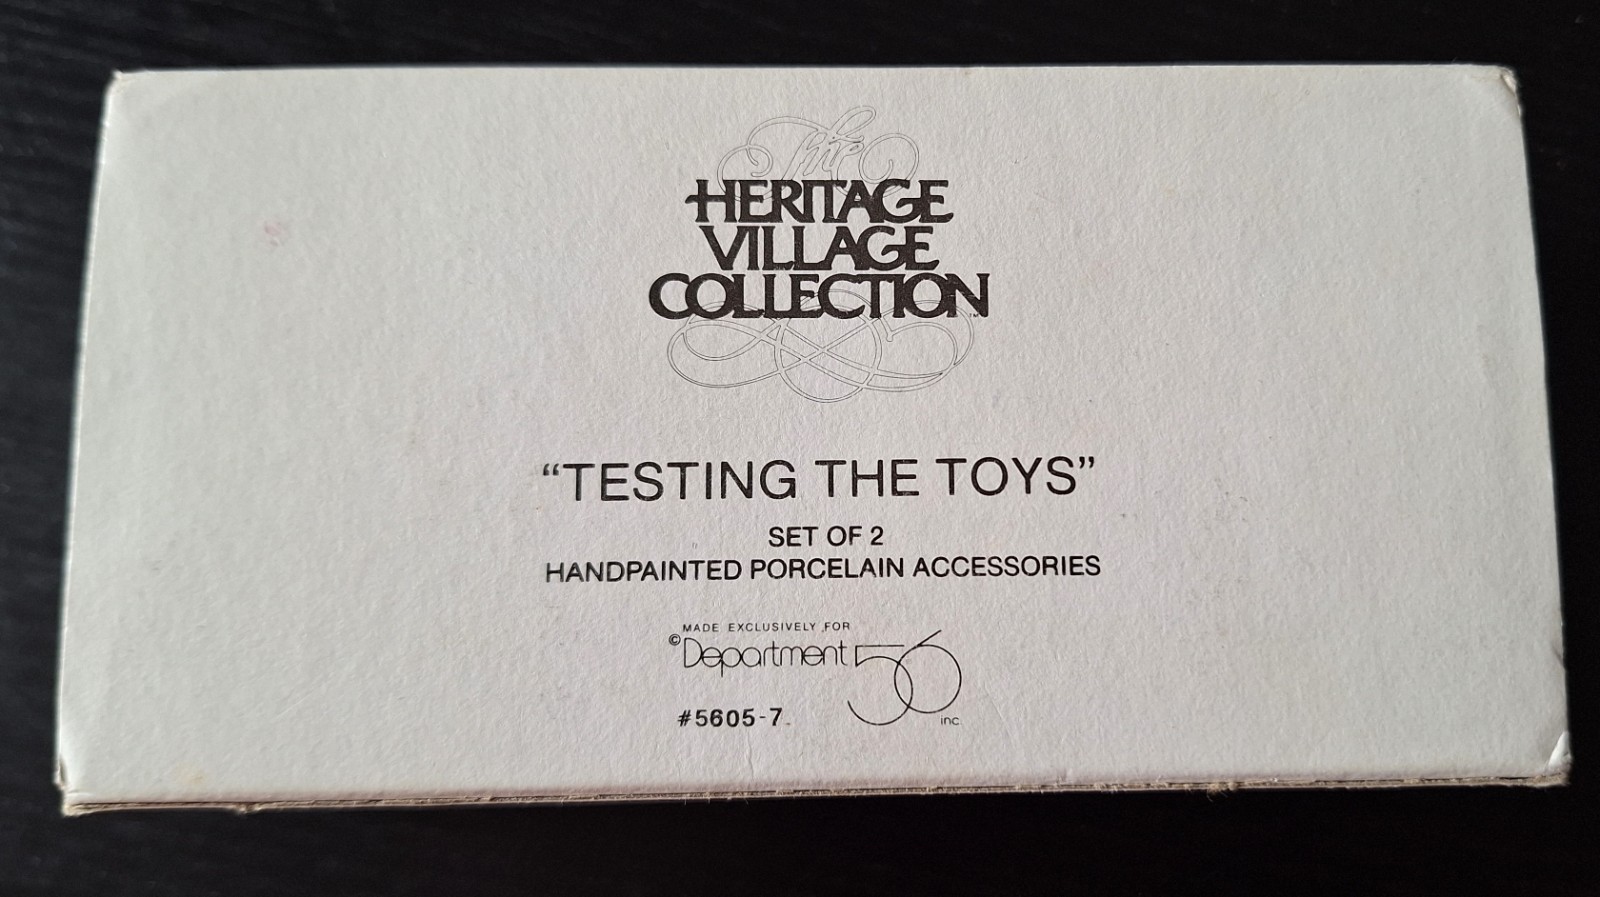 The
HERITAGE
VILLAGE
COLLECTION™
“TESTING THE TOYS”
SET OF 2
HANDPAINTED PORCELAIN ACCESSORIES
MADE EXCLUSIVELY FOR
©Department 56 inc.
#5605-7